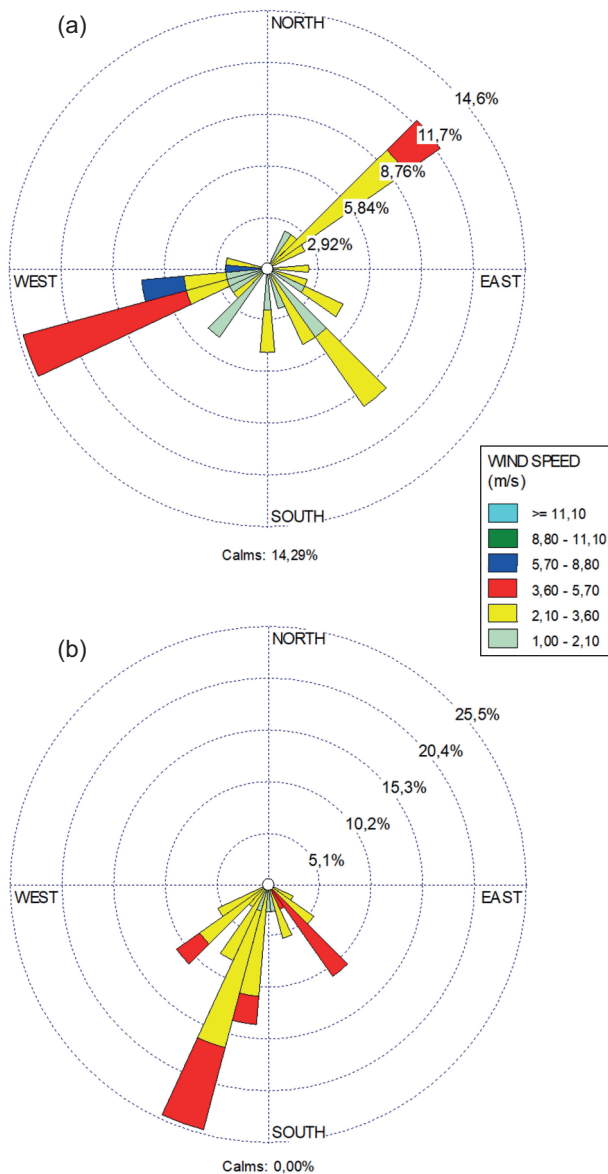 (a)
NORTH
14,6%
11,7%
8,76%
5,84%
2,92%
WEST
EAST
SOUTH
Calms: 14,29%
WIND SPEED
(m/s)
>= 11,10
8,80 - 11,10
5,70 - 8,80
3,60 - 5,70
2,10 - 3,60
1,00 - 2,10
(b)
NORTH
25,5%
20,4%
15,3%
10,2%
5,1%
WEST
EAST
SOUTH
Calms: 0,00%